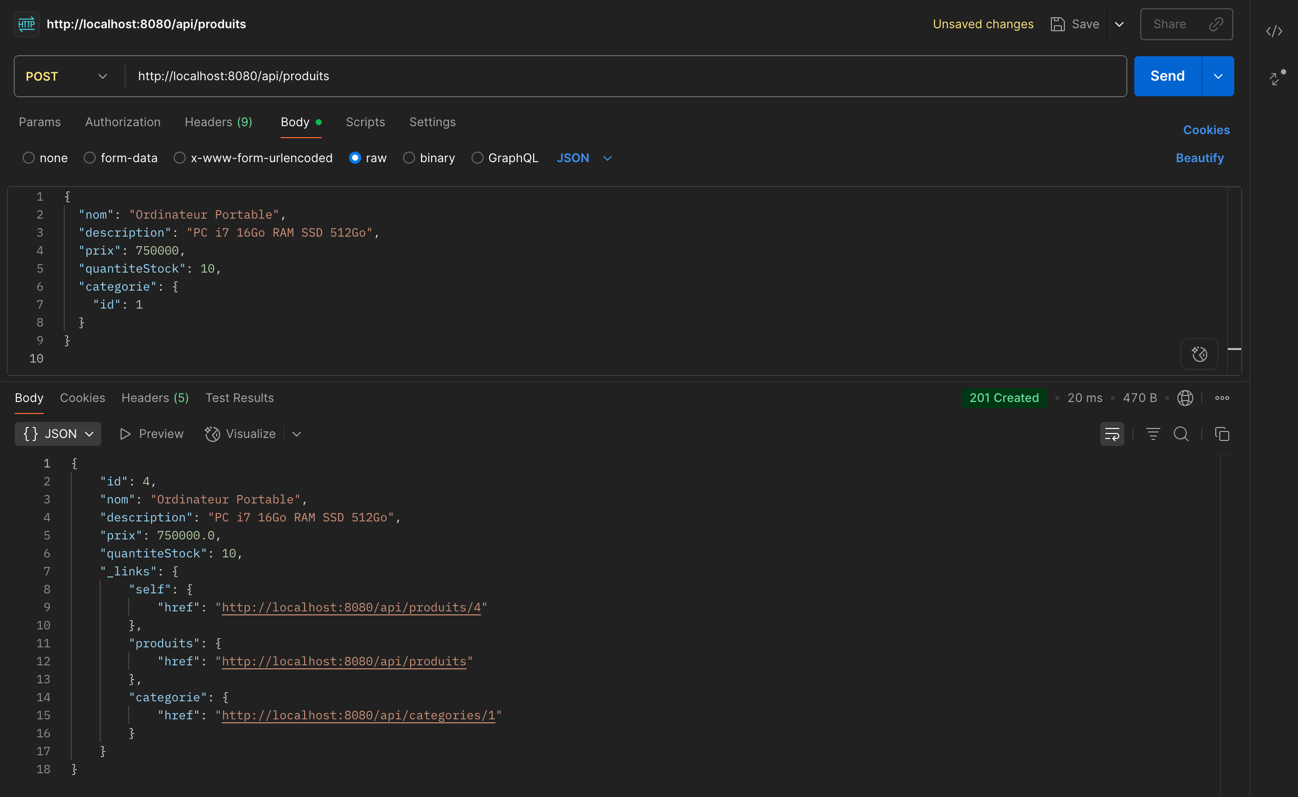 HTTP http://localhost:8080/api/produits Unsaved changes Save Share
POST http://localhost:8080/api/produits Send
Params Authorization Headers (9) Body Scripts Settings Cookies
none form-data x-www-form-urlencoded raw binary GraphQL JSON Beautify
1 {
2 "nom": "Ordinateur Portable",
3 "description": "PC i7 16Go RAM SSD 512Go",
4 "prix": 750000,
5 "quantiteStock": 10,
6 "categorie": {
7 "id": 1
8 }
9 }
10
Body Cookies Headers (5) Test Results 201 Created • 20 ms • 470 B •
{} JSON Preview Visualize
1 {
2 "id": 4,
3 "nom": "Ordinateur Portable",
4 "description": "PC i7 16Go RAM SSD 512Go",
5 "prix": 750000.0,
6 "quantiteStock": 10,
7 "_links": {
8 "self": {
9 "href": "http://localhost:8080/api/produits/4"
10 },
11 "produits": {
12 "href": "http://localhost:8080/api/produits"
13 },
14 "categorie": {
15 "href": "http://localhost:8080/api/categories/1"
16 }
17 }
18 }